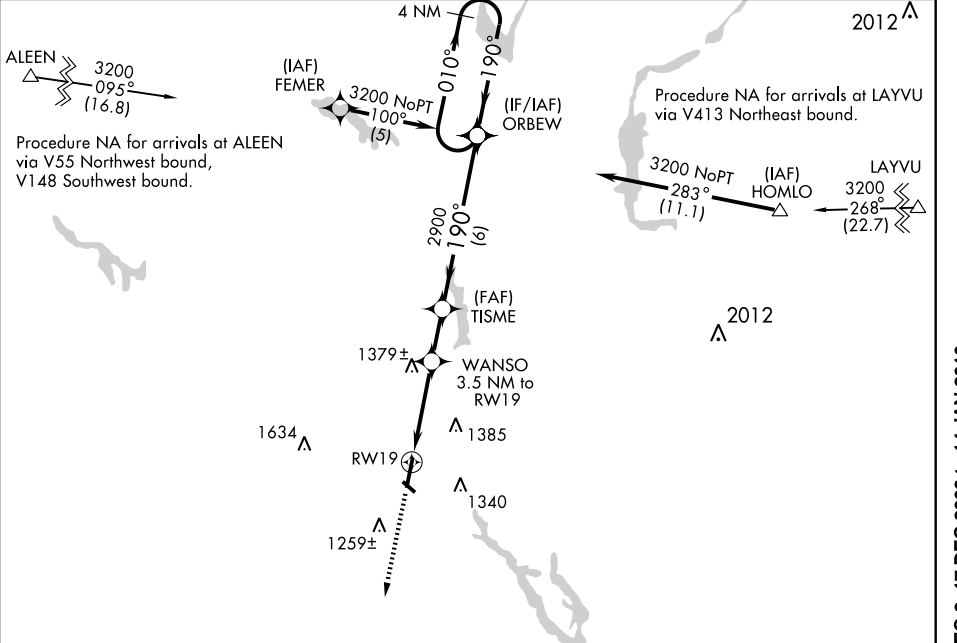 4 NM
2012
ALEEN
3200
095°
(16.8)
(IAF)
FEMER
3200 NoPT
100°
(5)
010°
190°
(IF/IAF)
ORBEW
Procedure NA for arrivals at LAYVU
via V413 Northeast bound.
Procedure NA for arrivals at ALEEN
via V55 Northwest bound,
V148 Southwest bound.
3200 NoPT
283°
(11.1)
(IAF)
HOMLO
LAYVU
3200
268°
(22.7)
2900
190°
(6)
(FAF)
TISME
2012
1379±
WANSO
3.5 NM to
RW19
1634
1385
RW19
1340
1259±